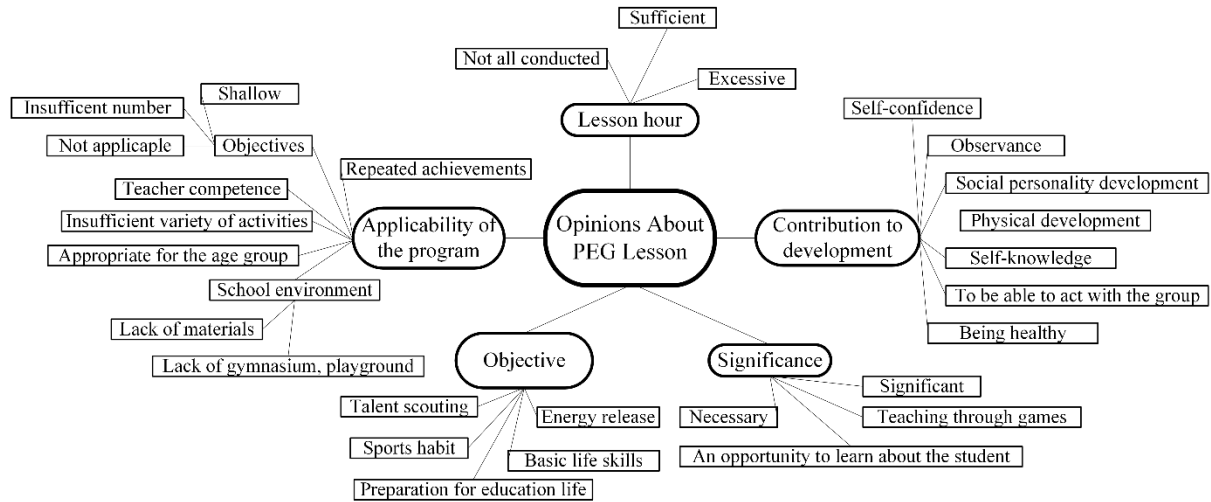 Sufficient
Not all conducted
Excessive
Lesson hour
Shallow
Insufficent number
Not applicaple
Objectives
Repeated achievements
Teacher competence
Insufficient variety of activities
Appropriate for the age group
School environment
Lack of materials
Lack of gymnasium, playground
Applicability of
the program
Opinions About
PEG Lesson
Contribution to
development
Self-confidence
Observance
Social personality development
Physical development
Self-knowledge
To be able to act with the group
Being healthy
Objective
Talent scouting
Energy release
Sports habit
Basic life skills
Preparation for education life
Significance
Significant
Necessary
Teaching through games
An opportunity to learn about the student